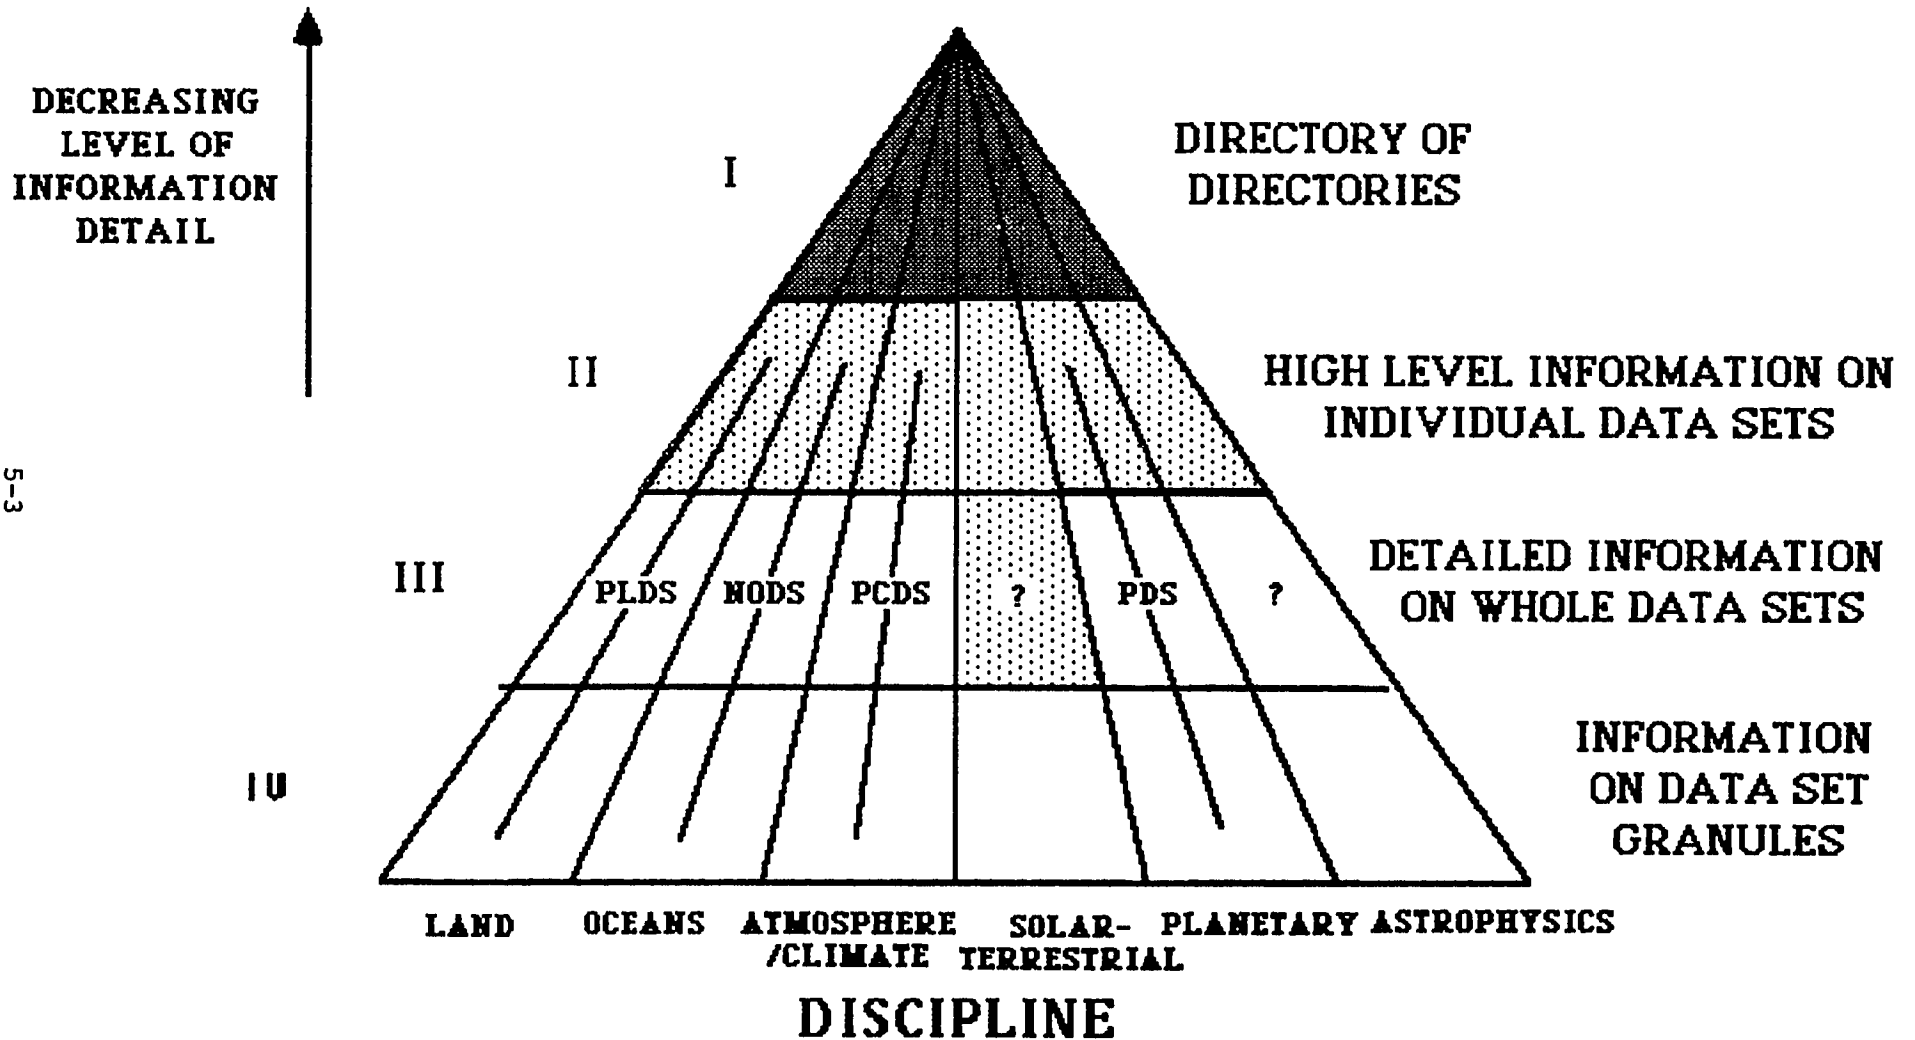 DECREASING
LEVEL OF
INFORMATION
DETAIL
I
DIRECTORY OF
DIRECTORIES
II
HIGH LEVEL INFORMATION ON
INDIVIDUAL DATA SETS
5-3
III
PLDS NODS PCDS ? PDS ?
DETAILED INFORMATION
ON WHOLE DATA SETS
IV
INFORMATION
ON DATA SET
GRANULES
LAND OCEANS ATMOSPHERE SOLAR- PLANETARY ASTROPHYSICS
/CLIMATE TERRESTRIAL
DISCIPLINE